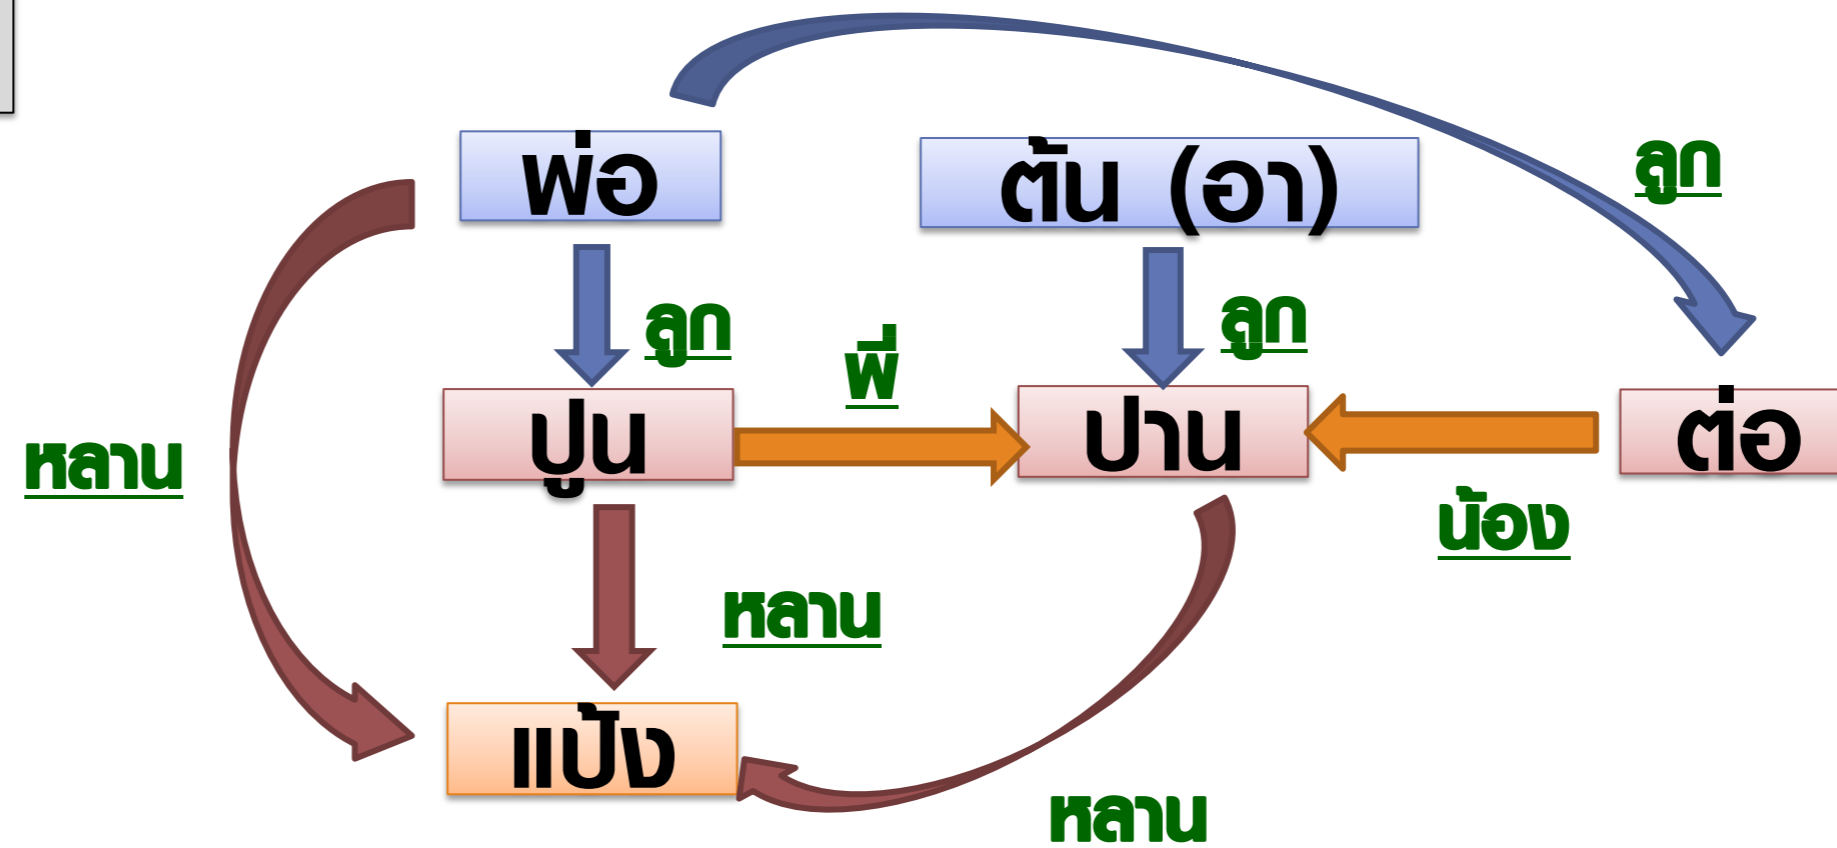 พ่อ
ต้น (อา)
ลูก
ลูก
ลูก
พี่
ปูน
ปาน
ต่อ
หลาน
น้อง
หลาน
แป้ง
หลาน